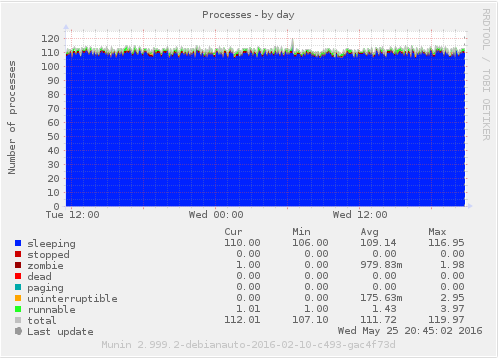 Processes - by day
RRDTOOL / TOBI OETIKER
Number of processes
120
110
100
90
80
70
60
50
40
30
20
10
0
Tue 12:00 Wed 00:00 Wed 12:00
Cur Min Avg Max
sleeping 110.00 106.00 109.14 116.95
stopped 0.00 0.00 0.00 0.00
zombie 1.00 0.00 979.83m 1.98
dead 0.00 0.00 0.00 0.00
paging 0.00 0.00 0.00 0.00
uninterruptible 0.00 0.00 175.63m 2.95
runnable 1.01 1.00 1.43 3.97
total 112.01 107.10 111.72 119.97
Last update Wed May 25 20:45:02 2016
Munin 2.999.2-debianauto-2016-02-10-c493-gac4f73d